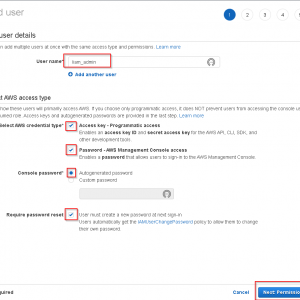 d user
1 2 3 4 5
user details
n add multiple users at once with the same access type and permissions. Learn more
User name* liam_admin
Add another user
ct AWS access type
how these users will primarily access AWS. If you choose only programmatic access, it does NOT prevent users from accessing the console u
Access keys and autogenerated passwords are provided in the last step. Learn more
Select AWS credential type* Access key - Programmatic access
Enables an access key ID and secret access key for the AWS API, CLI, SDK, and
other development tools.
Password - AWS Management Console access
Enables a password that allows users to sign-in to the AWS Management Console
Console password* Autogenerated password
Custom password
Require password reset User must create a new password at next sign-in
Users automatically get the IAMUserChangePassword policy to allow them to change
their own password.
quired Cancel Next: Permission